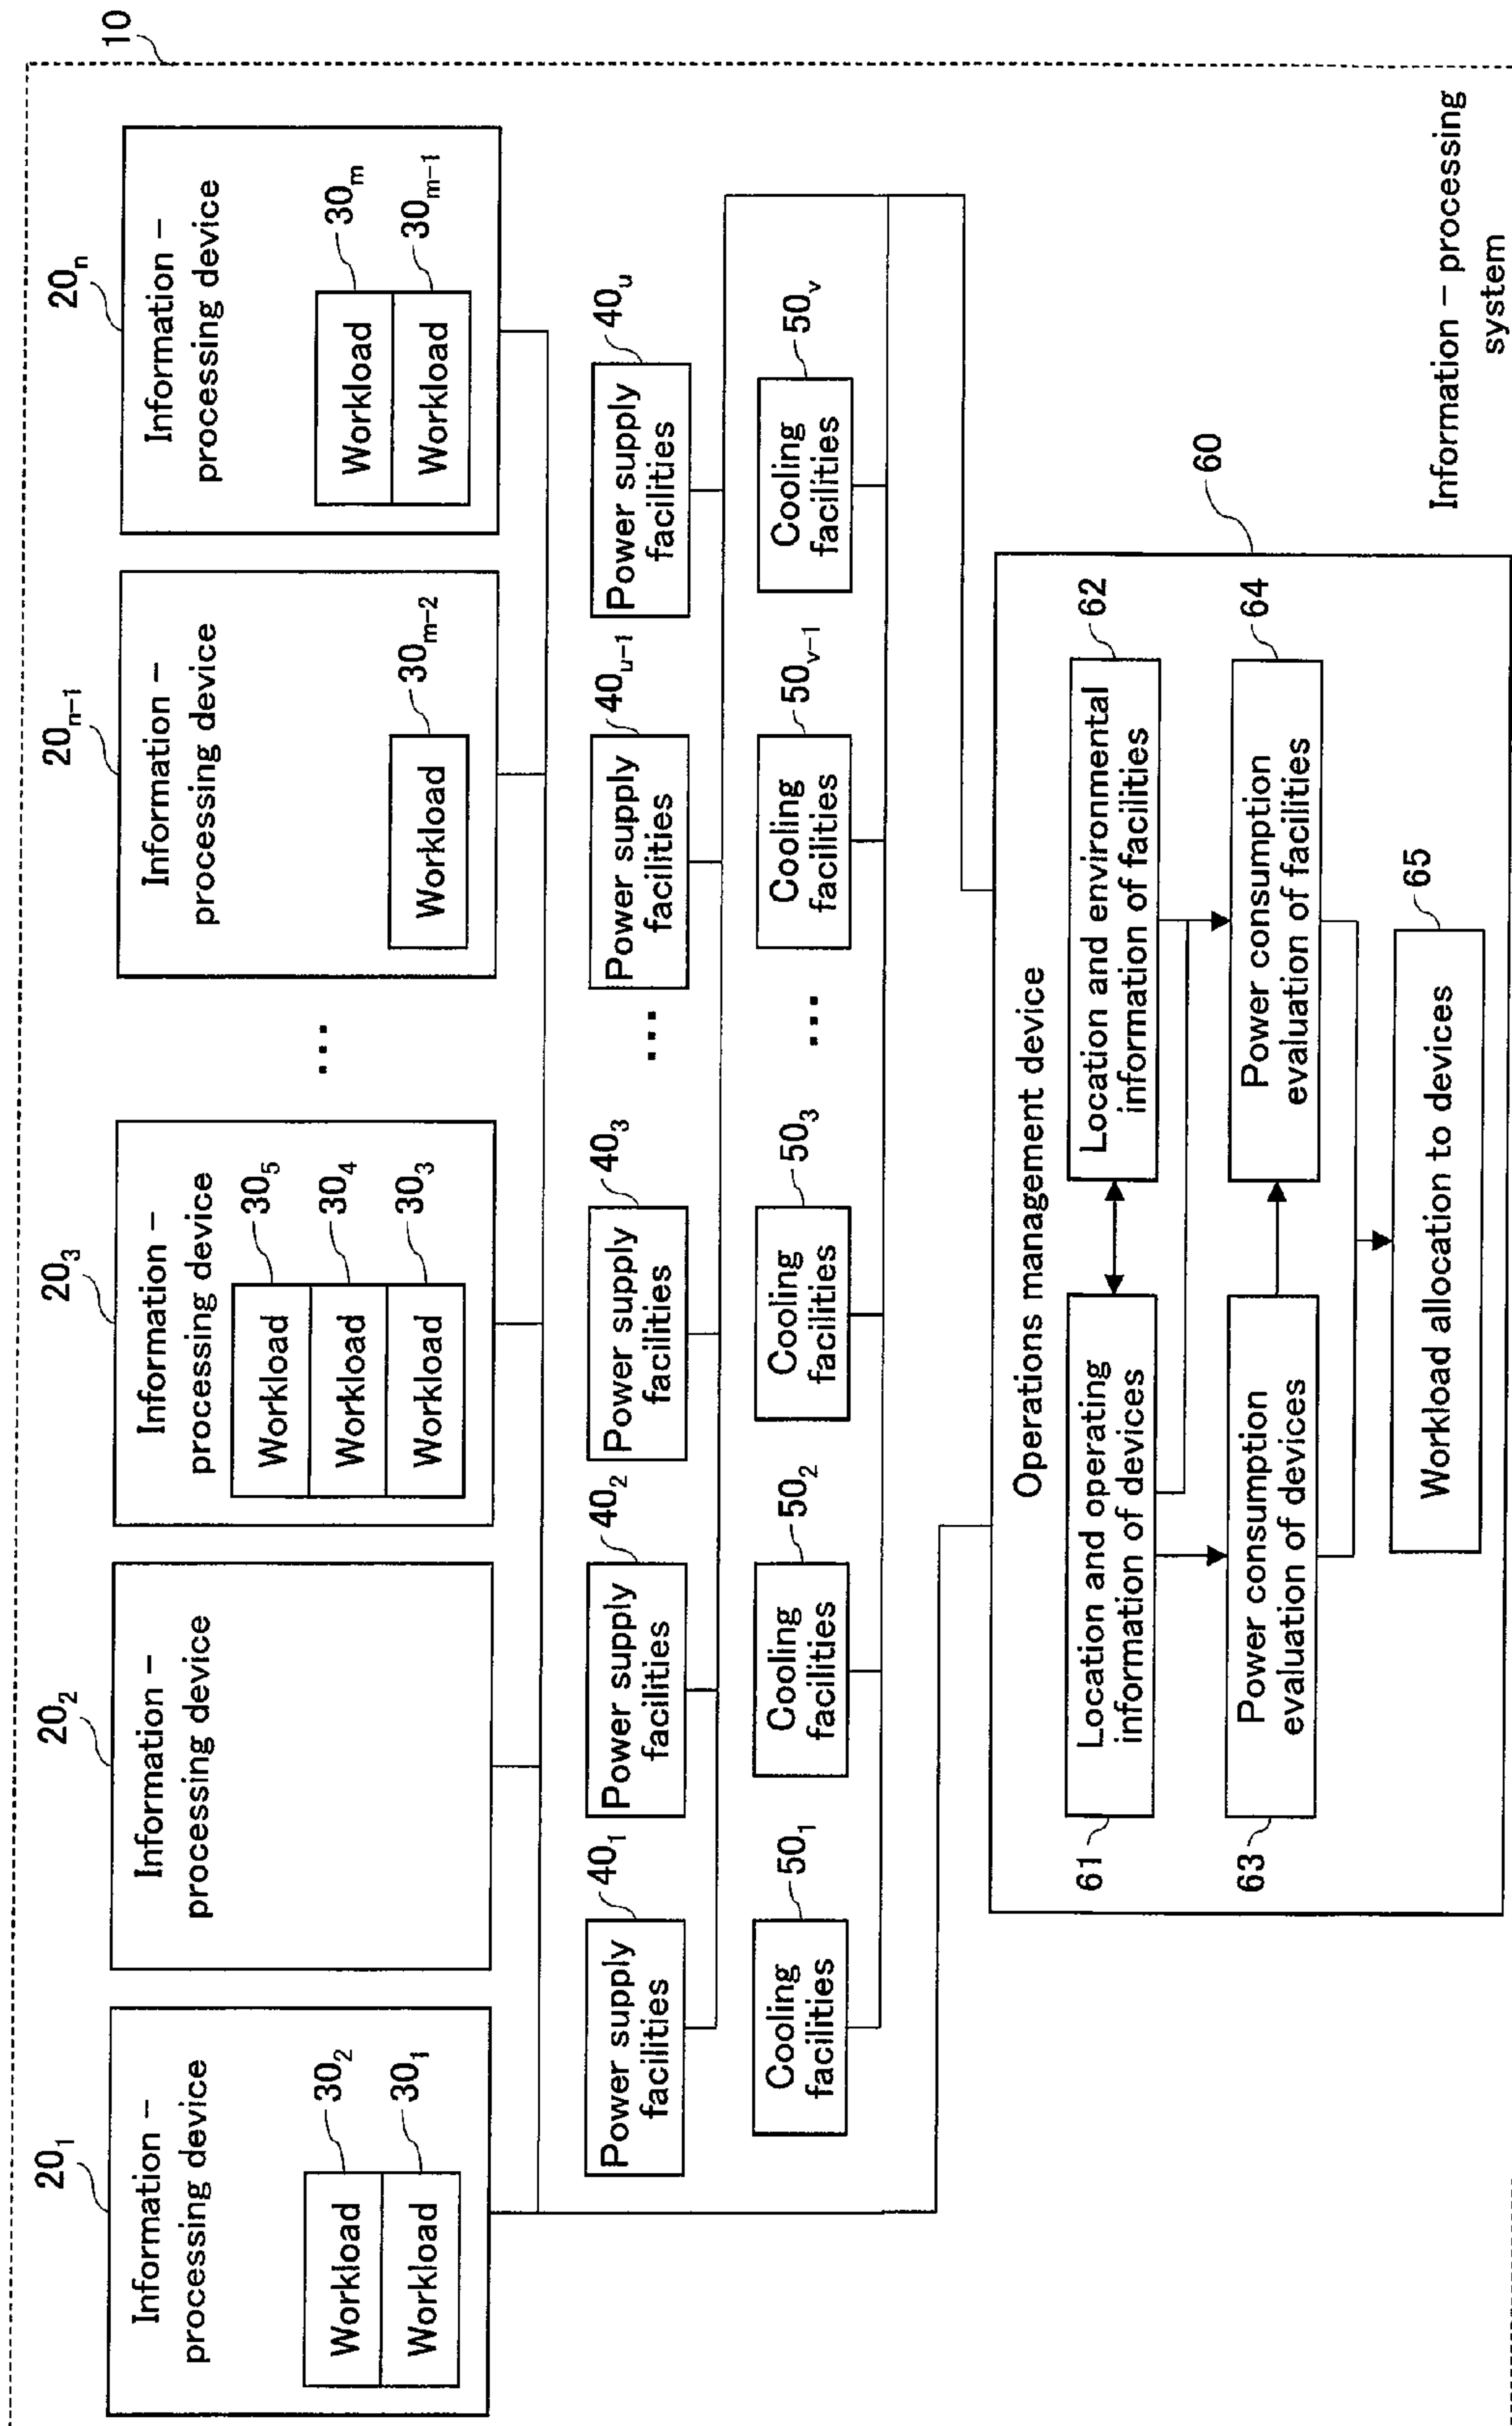 10
20₁
20₂
20₃
20ₙ₋₁
20ₙ
Information –
processing device
Information –
processing device
Information –
processing device
Information –
processing device
Information –
processing device
Workload
30₂
Workload
30₁
Workload
30₅
Workload
30₄
Workload
30₃
...
Workload
30ₘ₋₂
Workload
30ₘ
Workload
30ₘ₋₁
40₁
40₂
40₃
40ᵤ₋₁
40ᵤ
Power supply
facilities
Power supply
facilities
Power supply
facilities
...
Power supply
facilities
Power supply
facilities
50₁
50₂
50₃
50ᵥ₋₁
50ᵥ
Cooling
facilities
Cooling
facilities
Cooling
facilities
...
Cooling
facilities
Cooling
facilities
60
Operations management device
61
Location and operating
information of devices
62
Location and environmental
information of facilities
63
Power consumption
evaluation of devices
64
Power consumption
evaluation of facilities
65
Workload allocation to devices
Information – processing
system